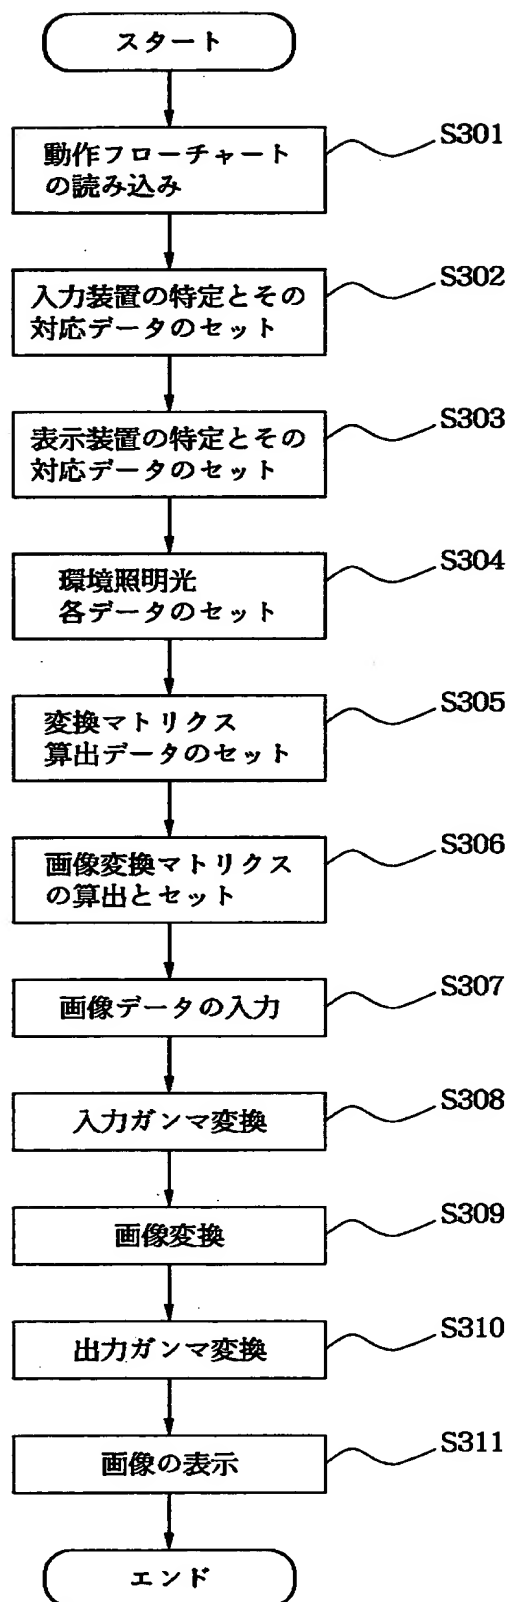 スタート
動作フローチャート
の読み込み
S301
入力装置の特定とその
対応データのセット
S302
表示装置の特定とその
対応データのセット
S303
環境照明光
各データのセット
S304
変換マトリクス
算出データのセット
S305
画像変換マトリクス
の算出とセット
S306
画像データの入力
S307
入力ガンマ変換
S308
画像変換
S309
出力ガンマ変換
S310
画像の表示
S311
エンド